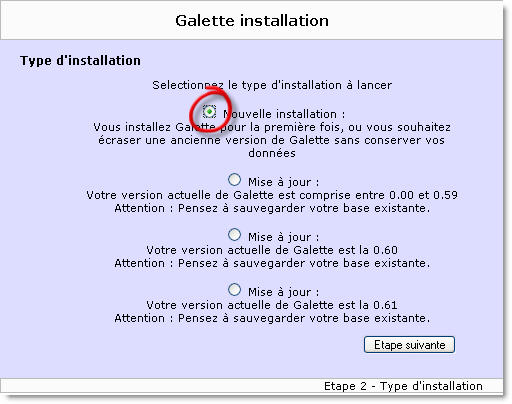 Galette installation
Type d'installation
Selectionnez le type d'installation à lancer
Nouvelle installation :
Vous installez Galette pour la première fois, ou vous souhaitez
écraser une ancienne version de Galette sans conserver vos
données
Mise à jour :
Votre version actuelle de Galette est comprise entre 0.00 et 0.59
Attention : Pensez à sauvegarder votre base existante.
Mise à jour :
Votre version actuelle de Galette est la 0.60
Attention : Pensez à sauvegarder votre base existante.
Mise à jour :
Votre version actuelle de Galette est la 0.61
Attention : Pensez à sauvegarder votre base existante.
Etape suivante
Etape 2 - Type d'installation